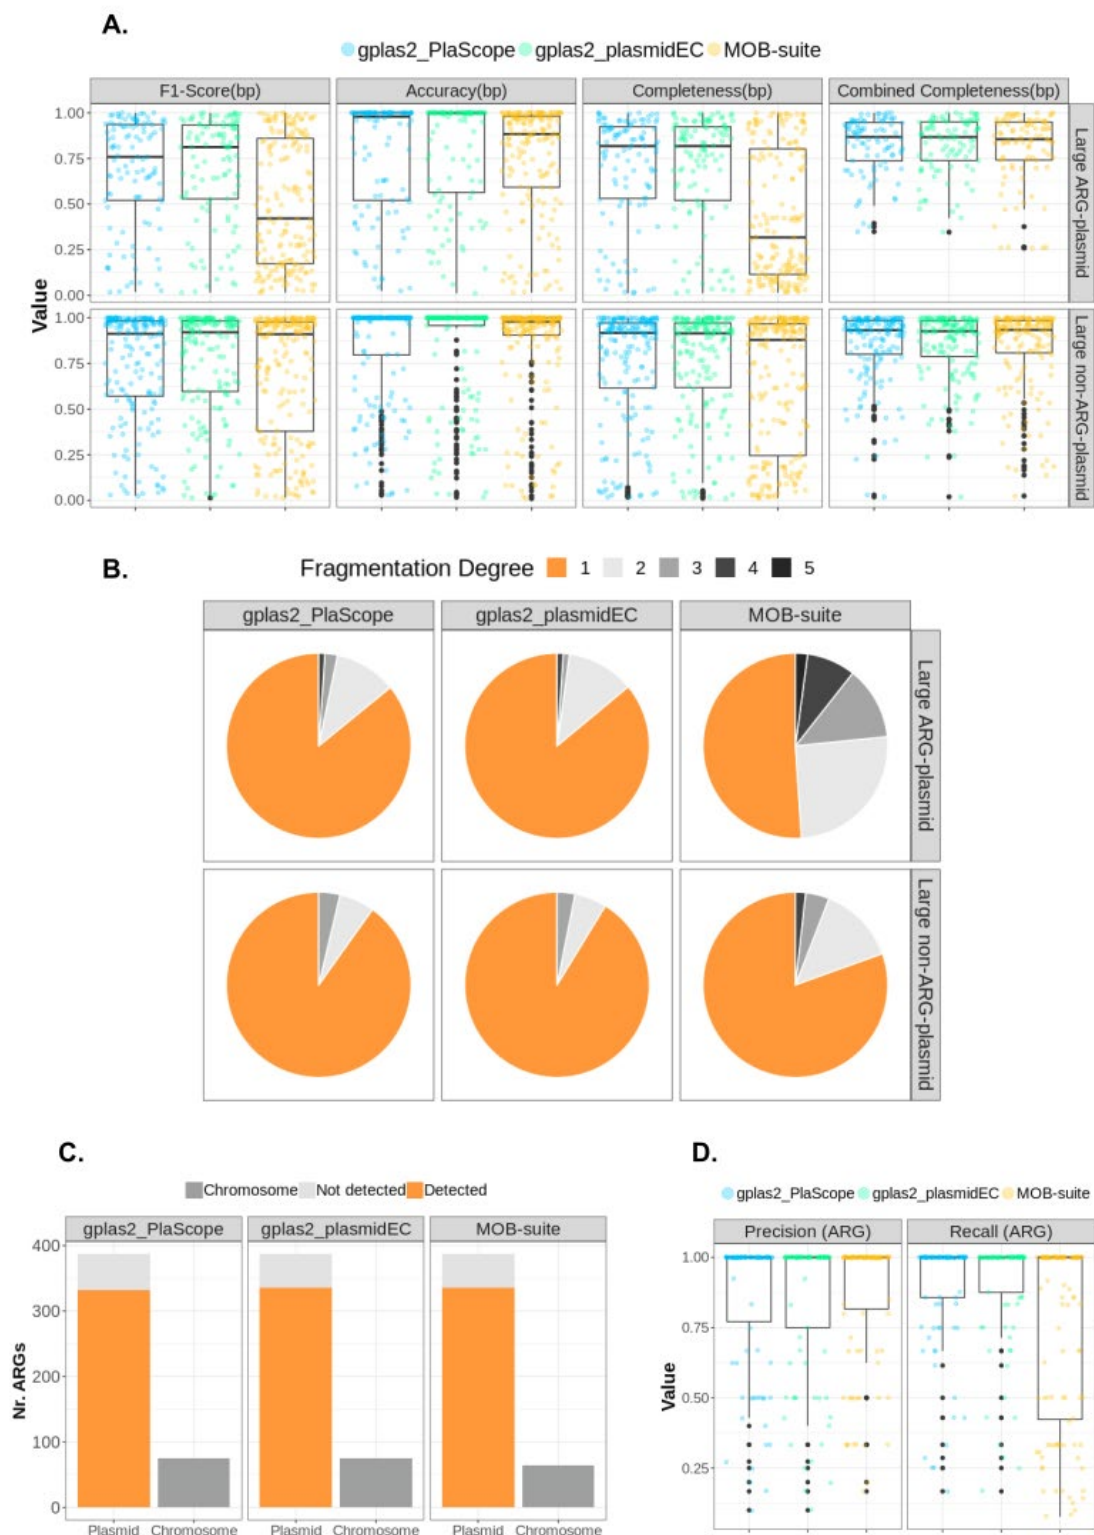 A.
gplas2_PlaScope gplas2_plasmidEC MOB-suite
F1-Score(bp) Accuracy(bp) Completeness(bp) Combined Completeness(bp)
Value
1.00
0.75
0.50
0.25
0.00
Large ARG-plasmid
1.00
0.75
0.50
0.25
0.00
Large non-ARG-plasmid
B.
Fragmentation Degree 1 2 3 4 5
gplas2_PlaScope gplas2_plasmidEC MOB-suite
Large ARG-plasmid
Large non-ARG-plasmid
C.
Chromosome Not detected Detected
gplas2_PlaScope gplas2_plasmidEC MOB-suite
Nr. ARGs
400
300
200
100
0
Plasmid Chromosome Plasmid Chromosome Plasmid Chromosome
D.
gplas2_PlaScope gplas2_plasmidEC MOB-suite
Precision (ARG) Recall (ARG)
Value
1.00
0.75
0.50
0.25